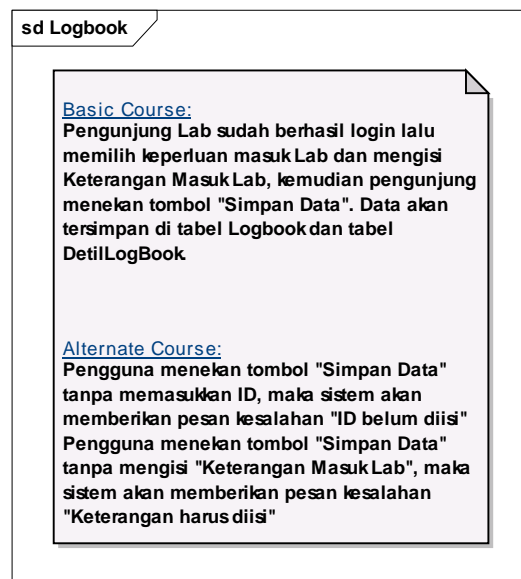 sd Logbook
Basic Course:
Pengunjung Lab sudah berhasil login lalu
memilih keperluan masuk Lab dan mengisi
Keterangan Masuk Lab, kemudian pengunjung
menekan tombol "Simpan Data". Data akan
tersimpan di tabel Logbook dan tabel
DetilLogBook.
Alternate Course:
Pengguna menekan tombol "Simpan Data"
tanpa memasukkan ID, maka sistem akan
memberikan pesan kesalahan "ID belum diisi"
Pengguna menekan tombol "Simpan Data"
tanpa mengisi "Keterangan Masuk Lab", maka
sistem akan memberikan pesan kesalahan
"Keterangan harus diisi"